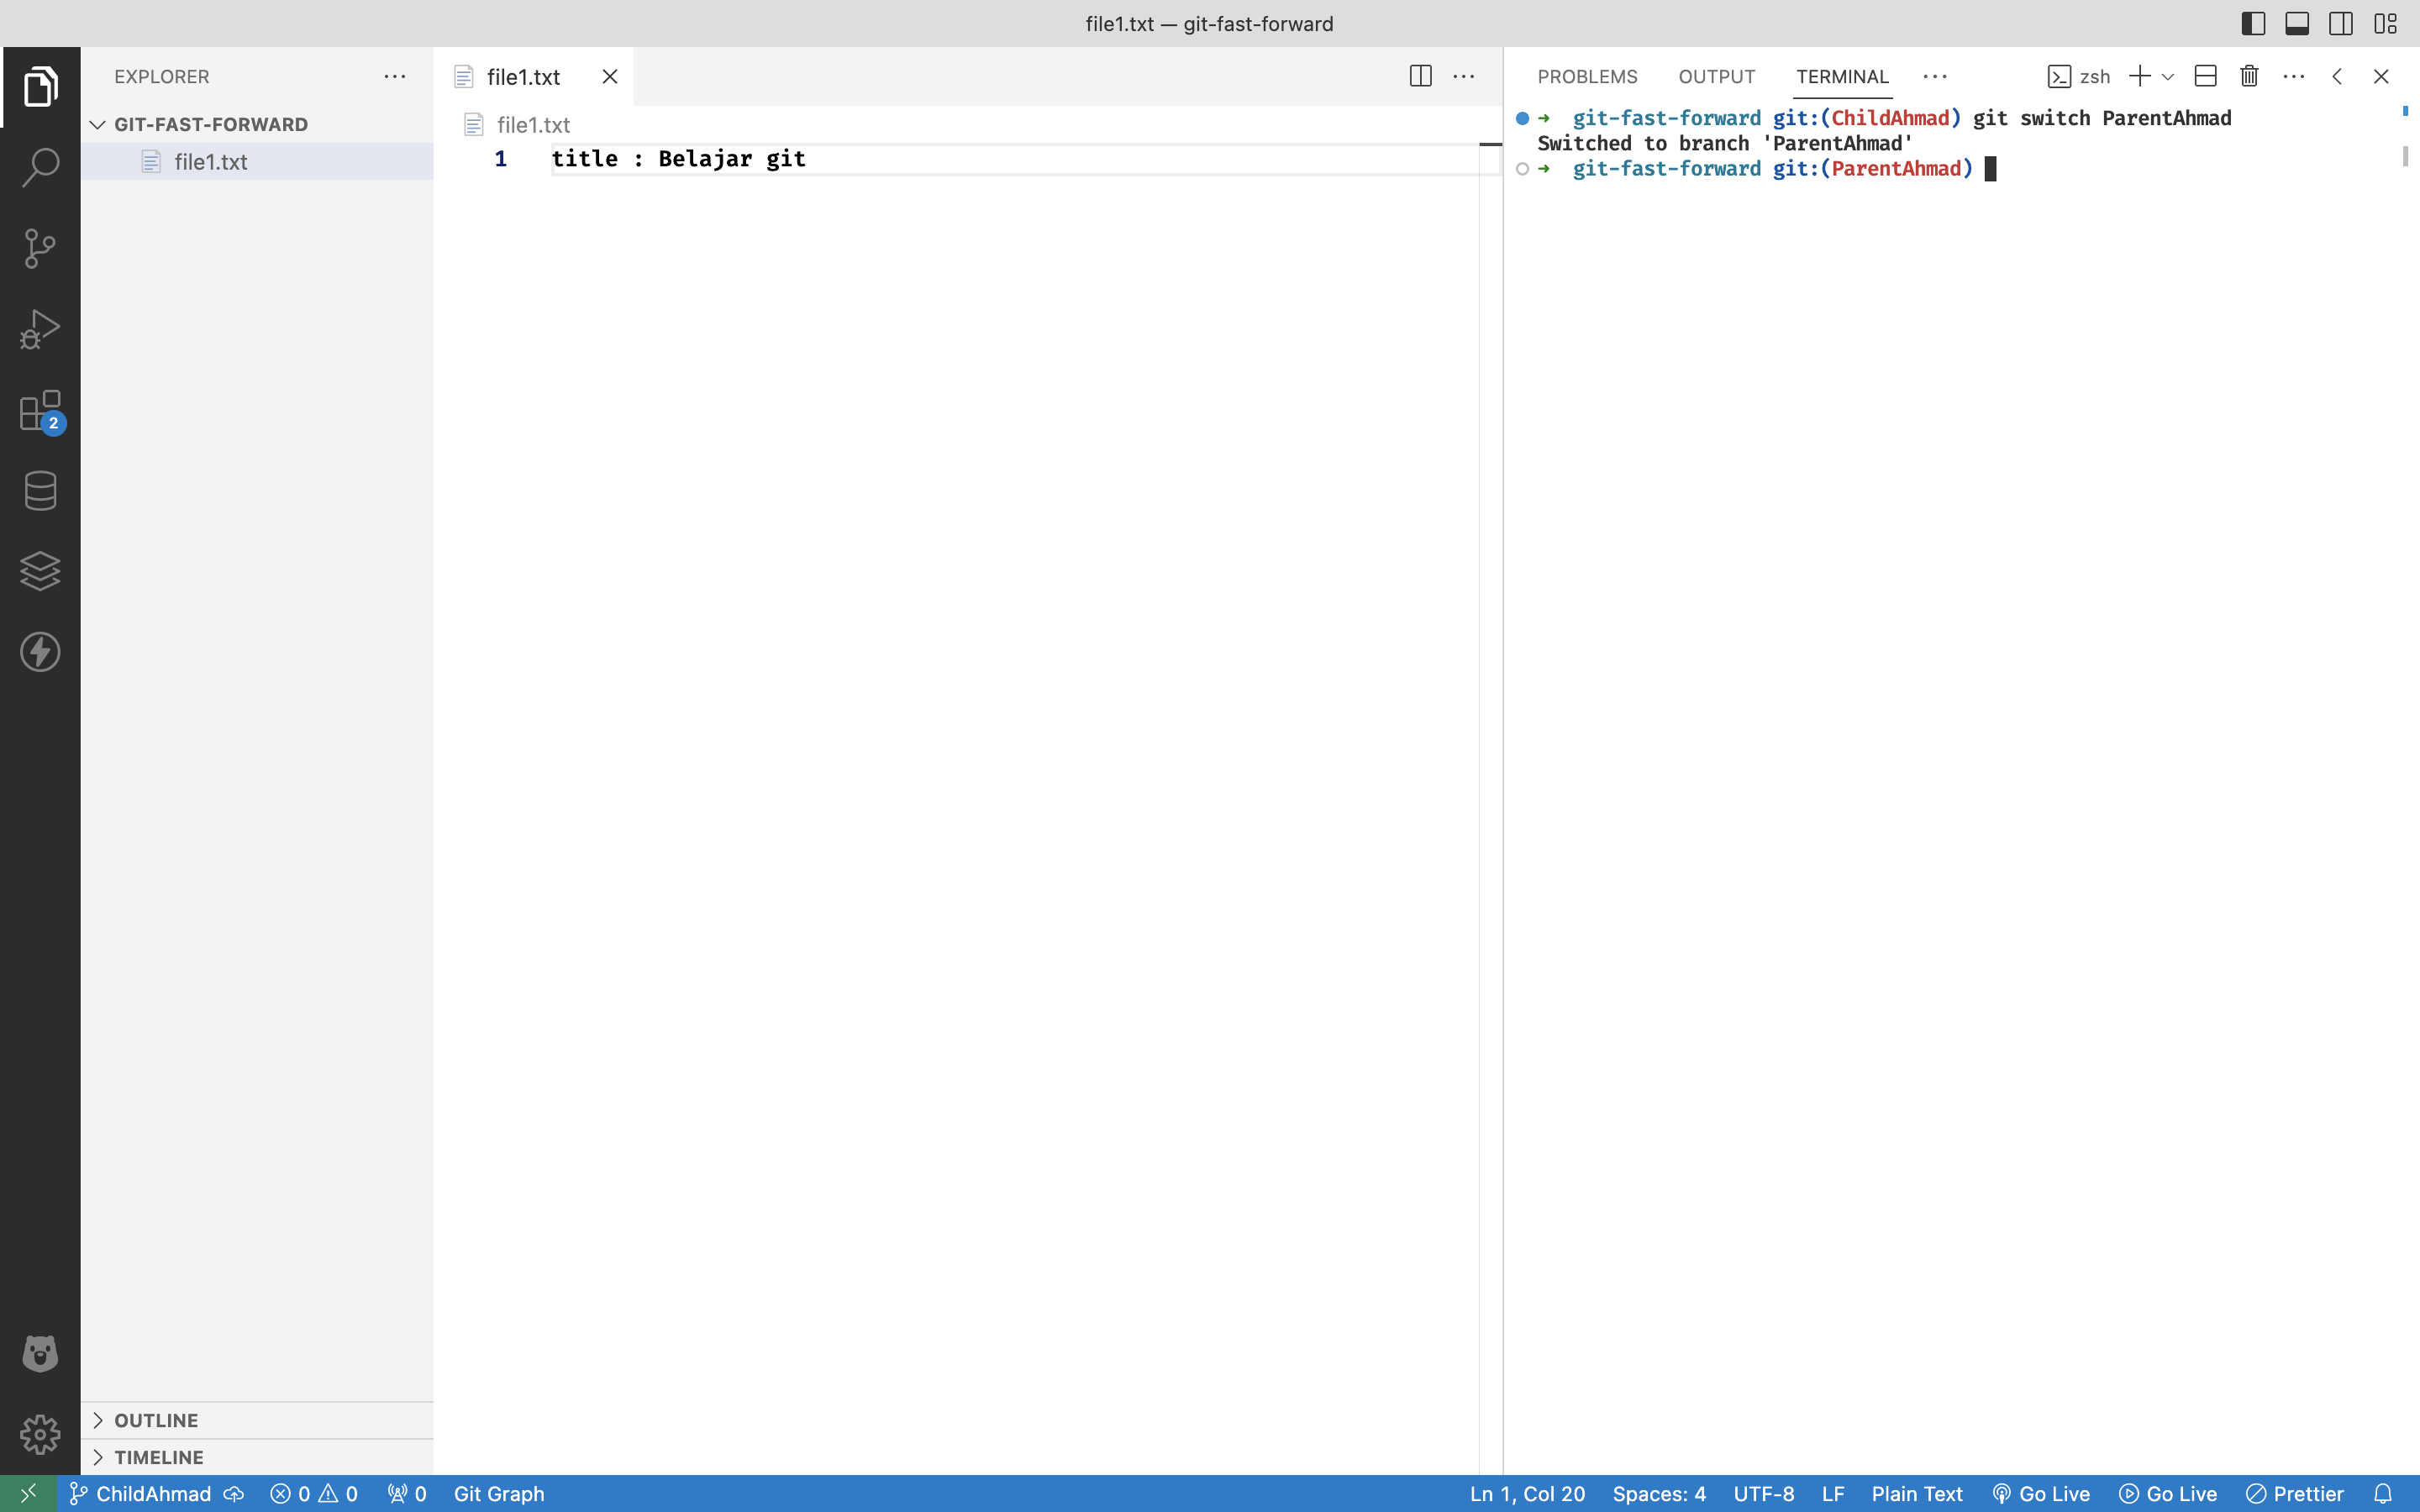 file1.txt — git-fast-forward
EXPLORER
GIT-FAST-FORWARD
file1.txt
2
OUTLINE
TIMELINE
file1.txt
file1.txt
1 title : Belajar git
PROBLEMS OUTPUT TERMINAL zsh
➜ git-fast-forward git:(ChildAhmad) git switch ParentAhmad
Switched to branch 'ParentAhmad'
➜ git-fast-forward git:(ParentAhmad)
ChildAhmad 0 0 0 Git Graph Ln 1, Col 20 Spaces: 4 UTF-8 LF Plain Text Go Live Go Live Prettier